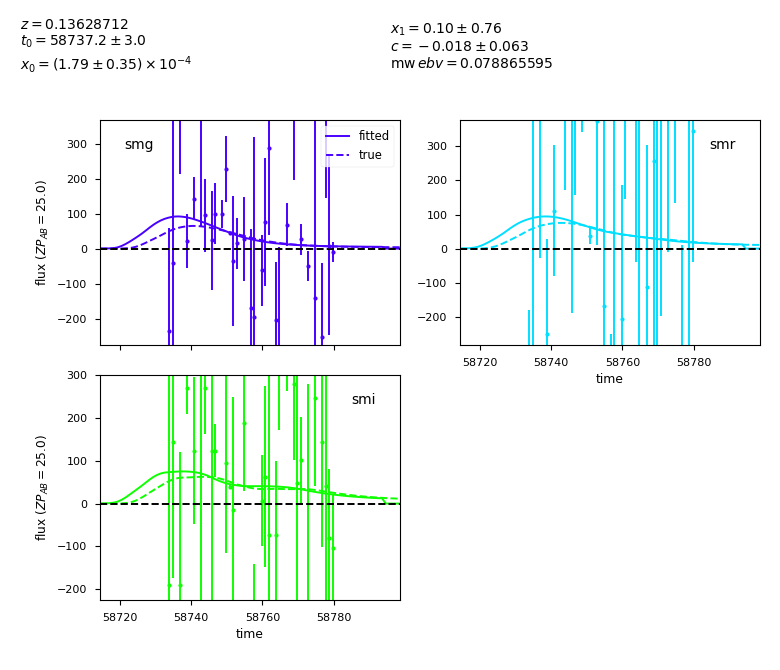 z = 0.13628712
t₀ = 58737.2 ± 3.0
x₀ = (1.79 ± 0.35) × 10⁻⁴
x₁ = 0.10 ± 0.76
c = −0.018 ± 0.063
mw ebv = 0.078865595
300
200
100
0
−100
−200
flux (ZP_AB = 25.0)
smg
fitted
true
300
200
100
0
−100
−200
smr
58720 58740 58760 58780
time
300
200
100
0
−100
−200
flux (ZP_AB = 25.0)
smi
58720 58740 58760 58780
time